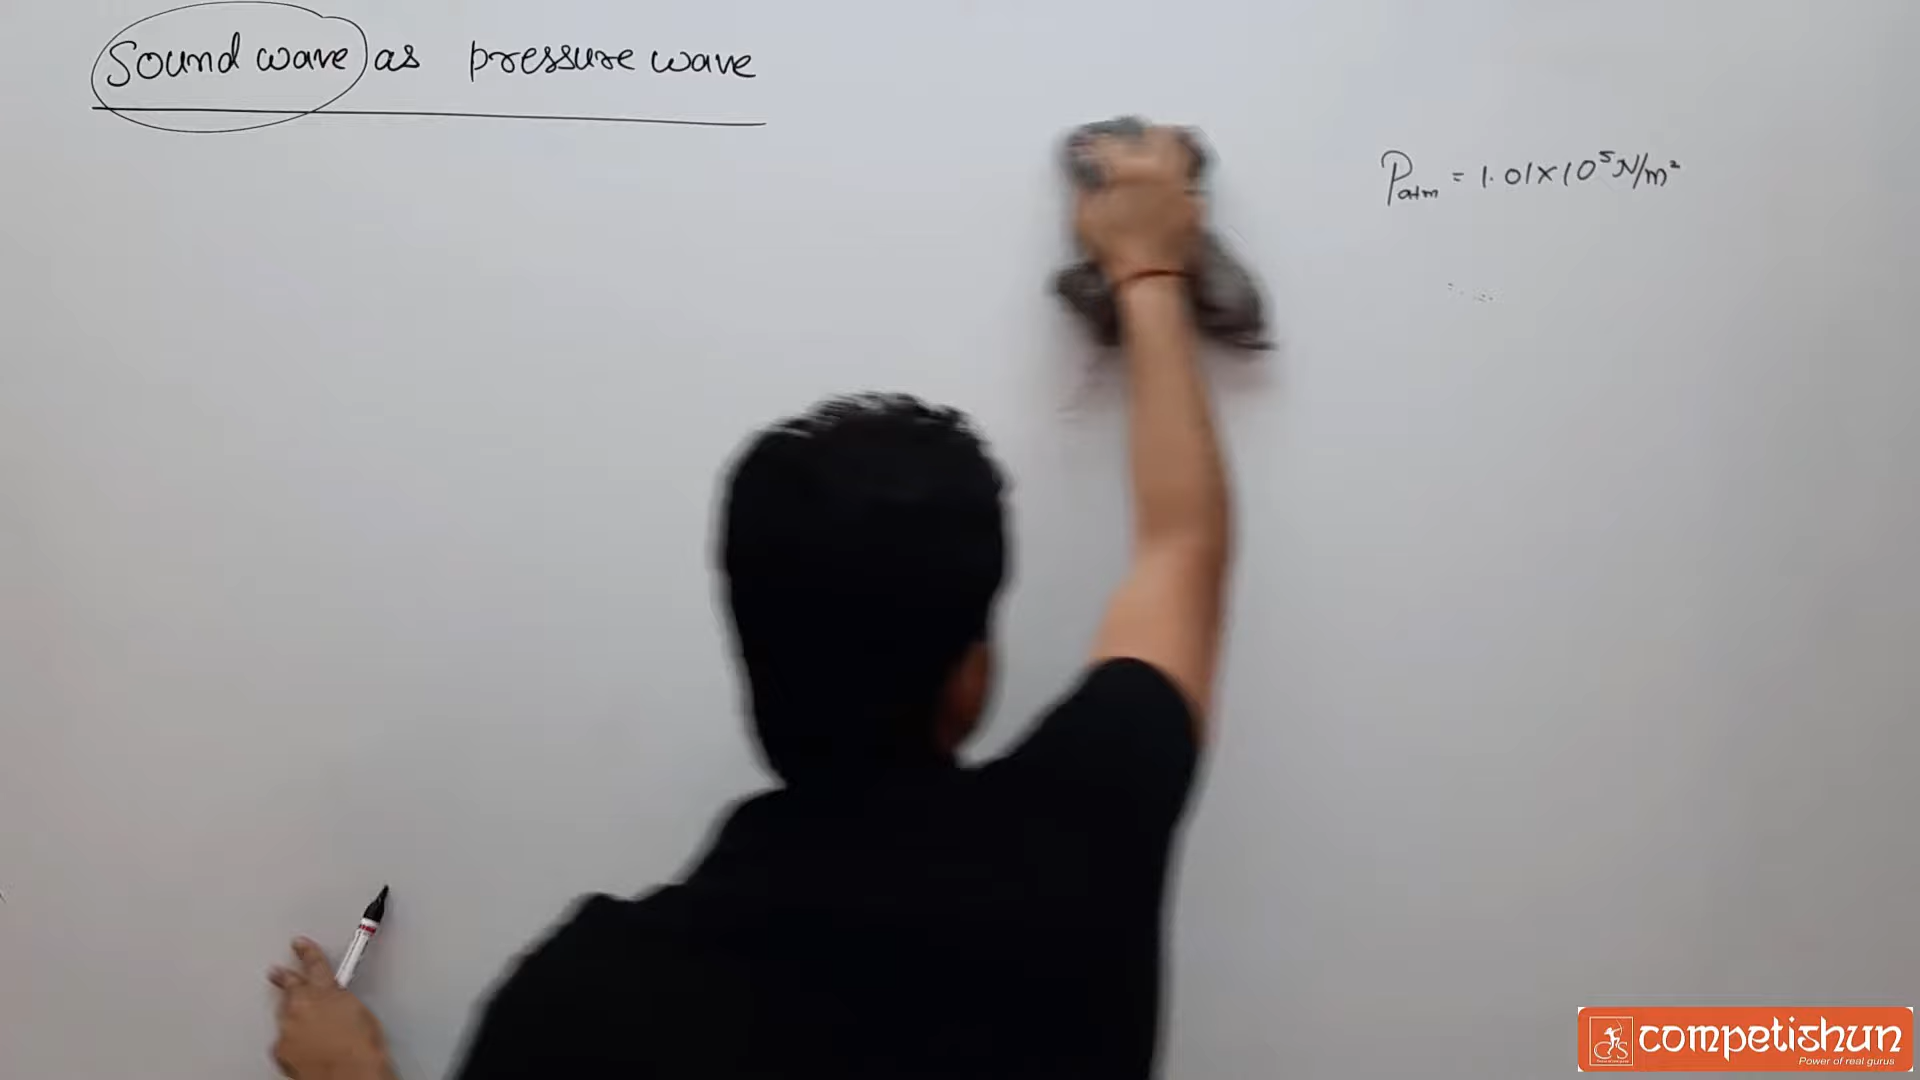 Sound wave as pressure wave
Patm = 1.01×10⁵ N/m²
competishun
Power of real gurus